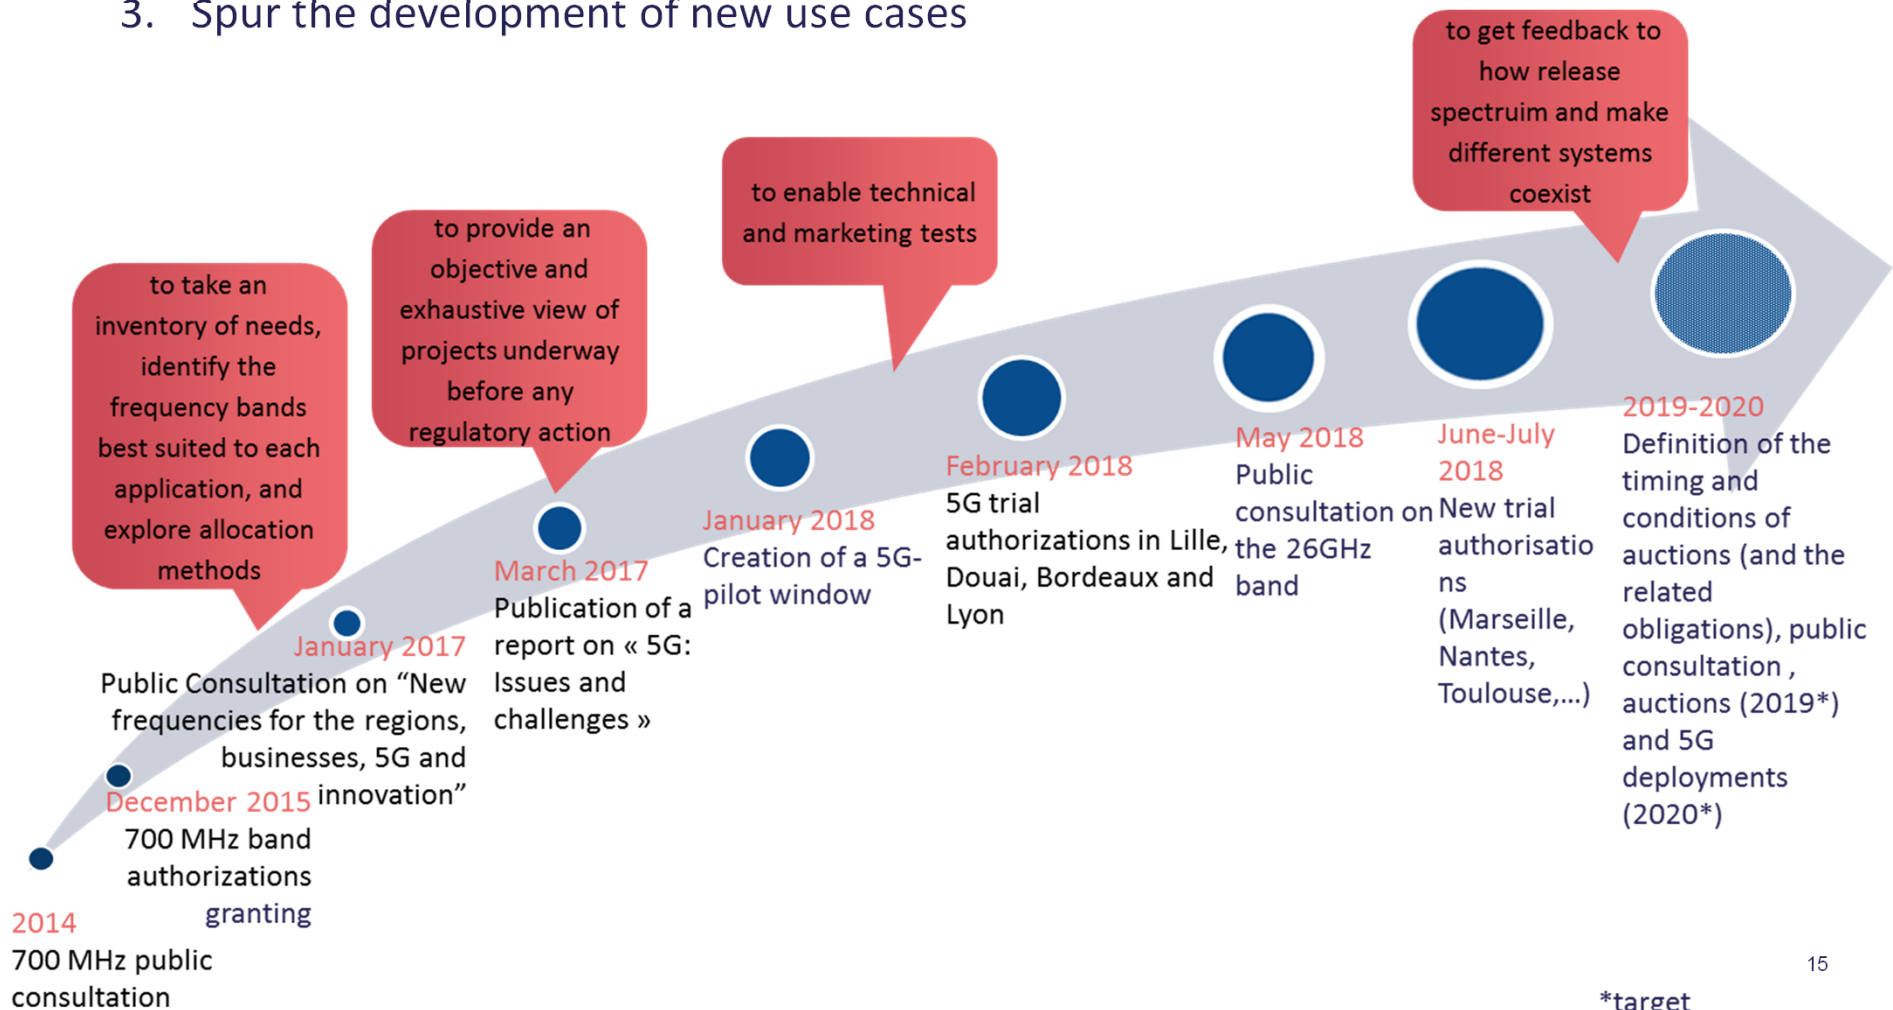 3. Spur the development of new use cases
to get feedback to
how release
spectruim and make
different systems
coexist
to enable technical
and marketing tests
to provide an
objective and
exhaustive view of
projects underway
before any
regulatory action
to take an
inventory of needs,
identify the
frequency bands
best suited to each
application, and
explore allocation
methods
2014
700 MHz public
consultation
December 2015
700 MHz band
authorizations
granting
January 2017
Public Consultation on “New
frequencies for the regions,
businesses, 5G and
innovation”
March 2017
Publication of a
report on « 5G:
Issues and
challenges »
January 2018
Creation of a 5G-
pilot window
February 2018
5G trial
authorizations in Lille,
Douai, Bordeaux and
Lyon
May 2018
Public
consultation on
the 26GHz
band
June-July
2018
New trial
authorisatio
ns
(Marseille,
Nantes,
Toulouse,...)
2019-2020
Definition of the
timing and
conditions of
auctions (and the
related
obligations), public
consultation ,
auctions (2019*)
and 5G
deployments
(2020*)
15
*target